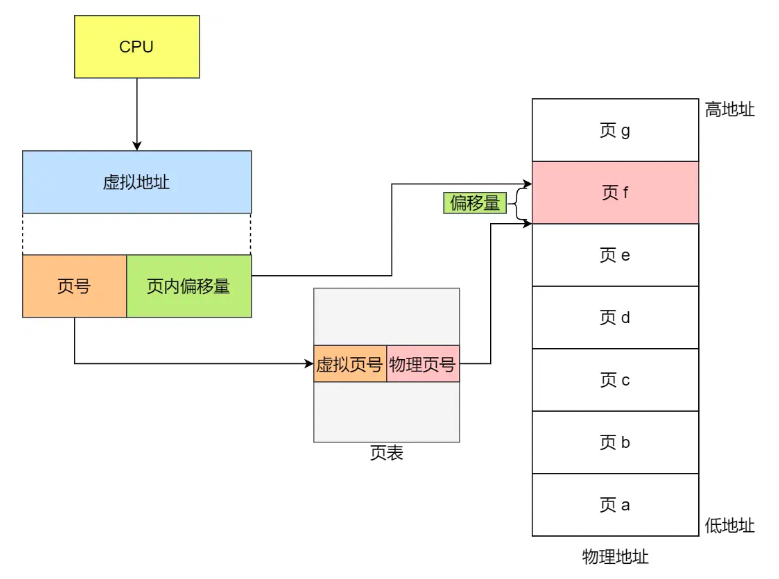 CPU
虚拟地址
页号
页内偏移量
虚拟页号
物理页号
页表
偏移量
高地址
页 g
页 f
页 e
页 d
页 c
页 b
页 a
低地址
物理地址